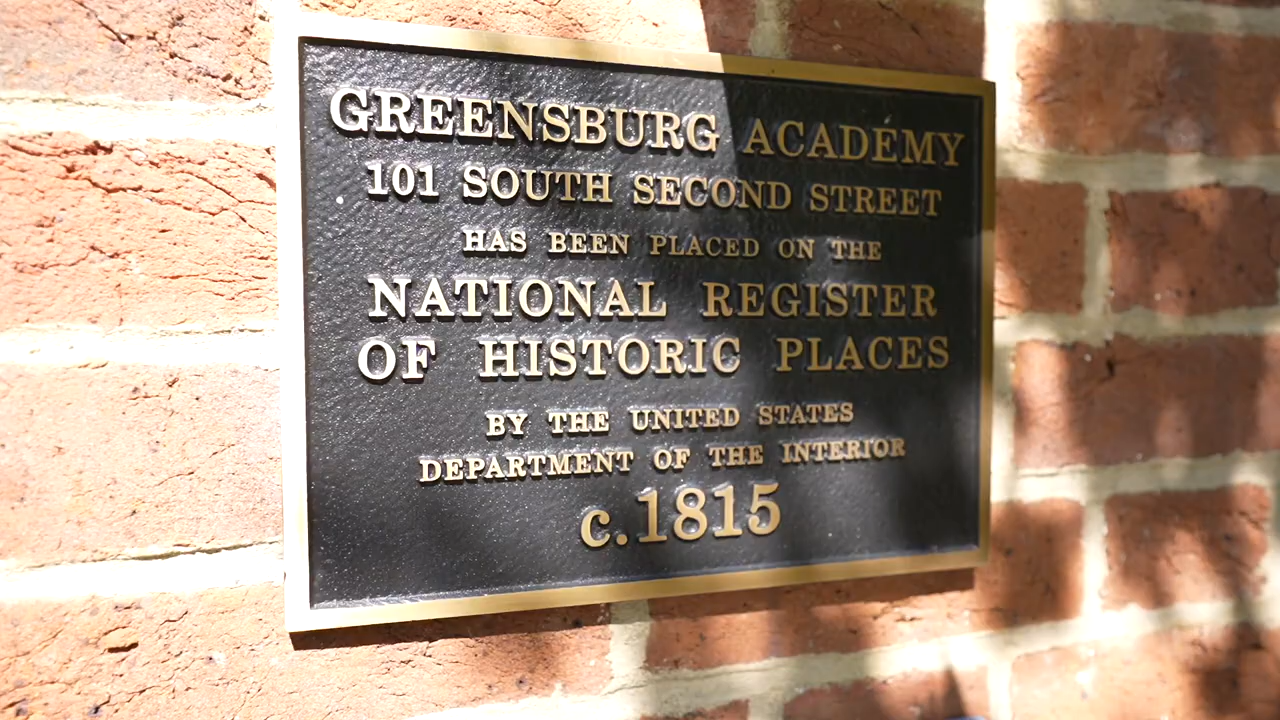 GREENSBURG ACADEMY
101 SOUTH SECOND STREET
HAS BEEN PLACED ON THE
NATIONAL REGISTER
OF HISTORIC PLACES
BY THE UNITED STATES
DEPARTMENT OF THE INTERIOR
c.1815